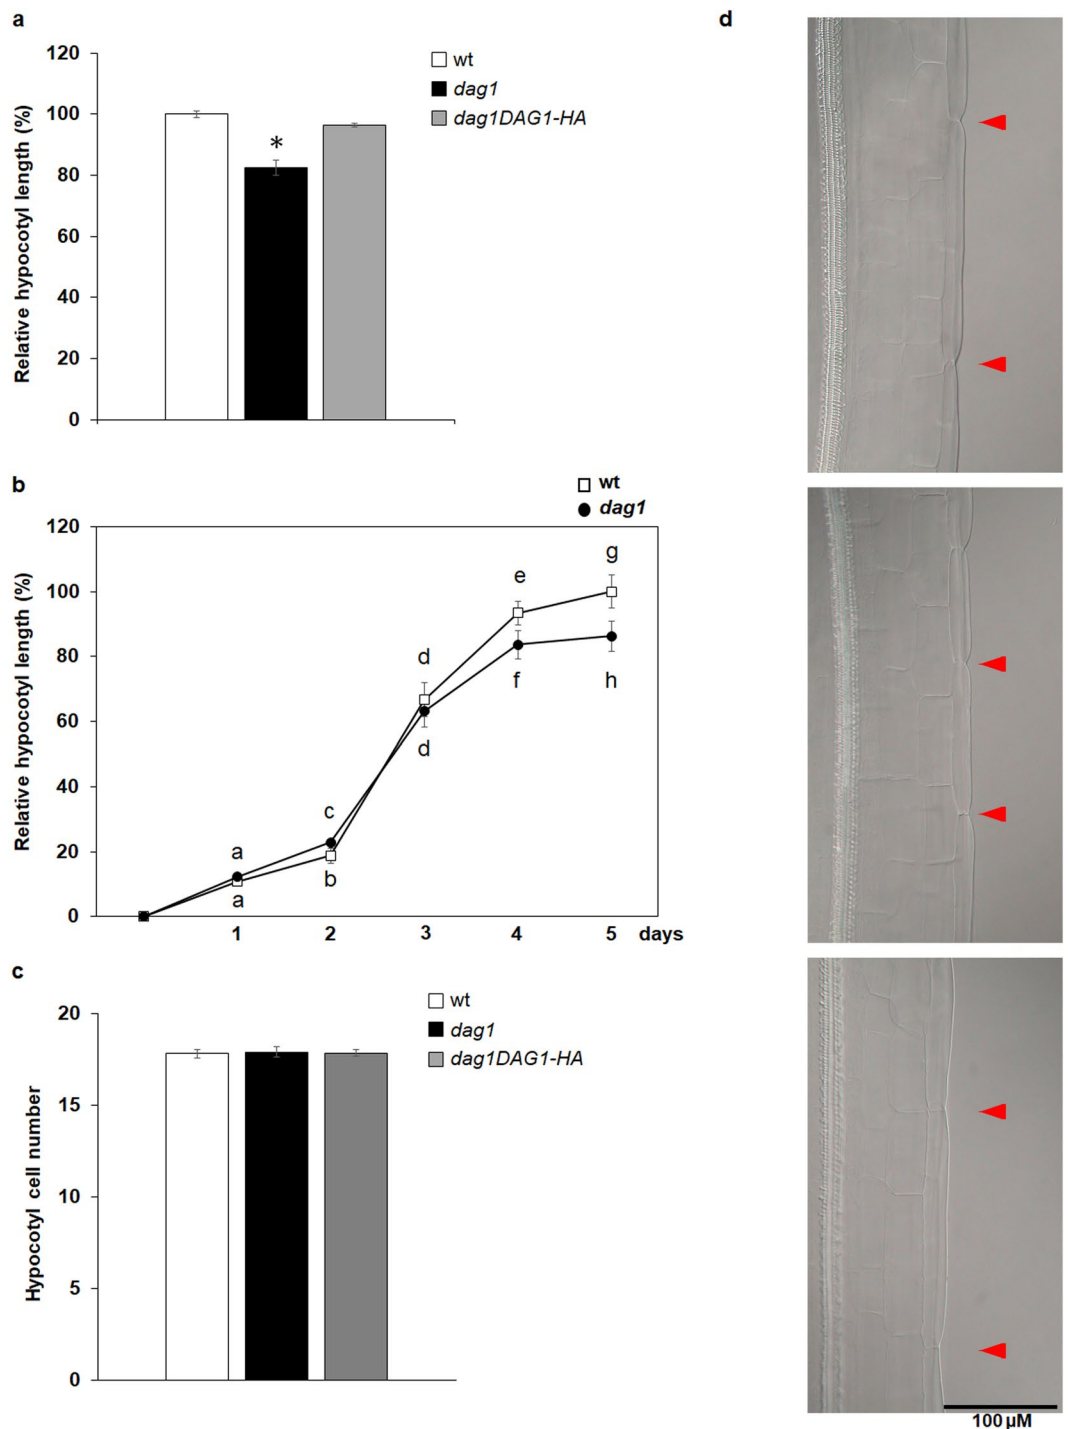 a
120
100
80
60
40
20
0
Relative hypocotyl length (%)
*
wt
dag1
dag1DAG1-HA
b
wt
dag1
120
100
80
60
40
20
0
Relative hypocotyl length (%)
a
a
c
b
d
d
e
f
g
h
1 2 3 4 5 days
c
20
15
10
5
0
Hypocotyl cell number
wt
dag1
dag1DAG1-HA
d
100 µM